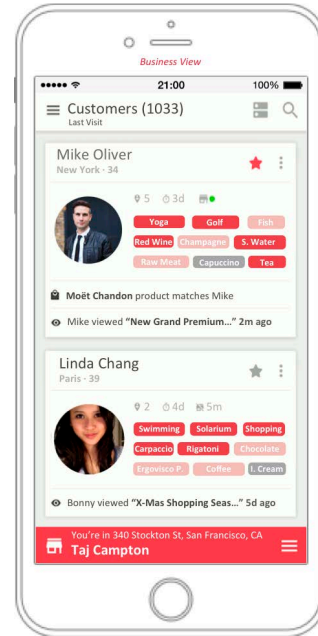 Business View
21:00
100%
Customers (1033)
Last Visit
Mike Oliver
New York · 34
5 3d
Yoga Golf Fish
Red Wine Champagne S. Water
Raw Meat Capuccino Tea
Moët Chandon product matches Mike
Mike viewed “New Grand Premium...” 2m ago
Linda Chang
Paris · 39
2 4d 5m
Swimming Solarium Shopping
Carpaccio Rigatoni Chocolate
Ergovisco P. Coffee I. Cream
Bonny viewed “X-Mas Shopping Seas...” 5d ago
You’re in 340 Stockton St, San Francisco, CA
Taj Campton